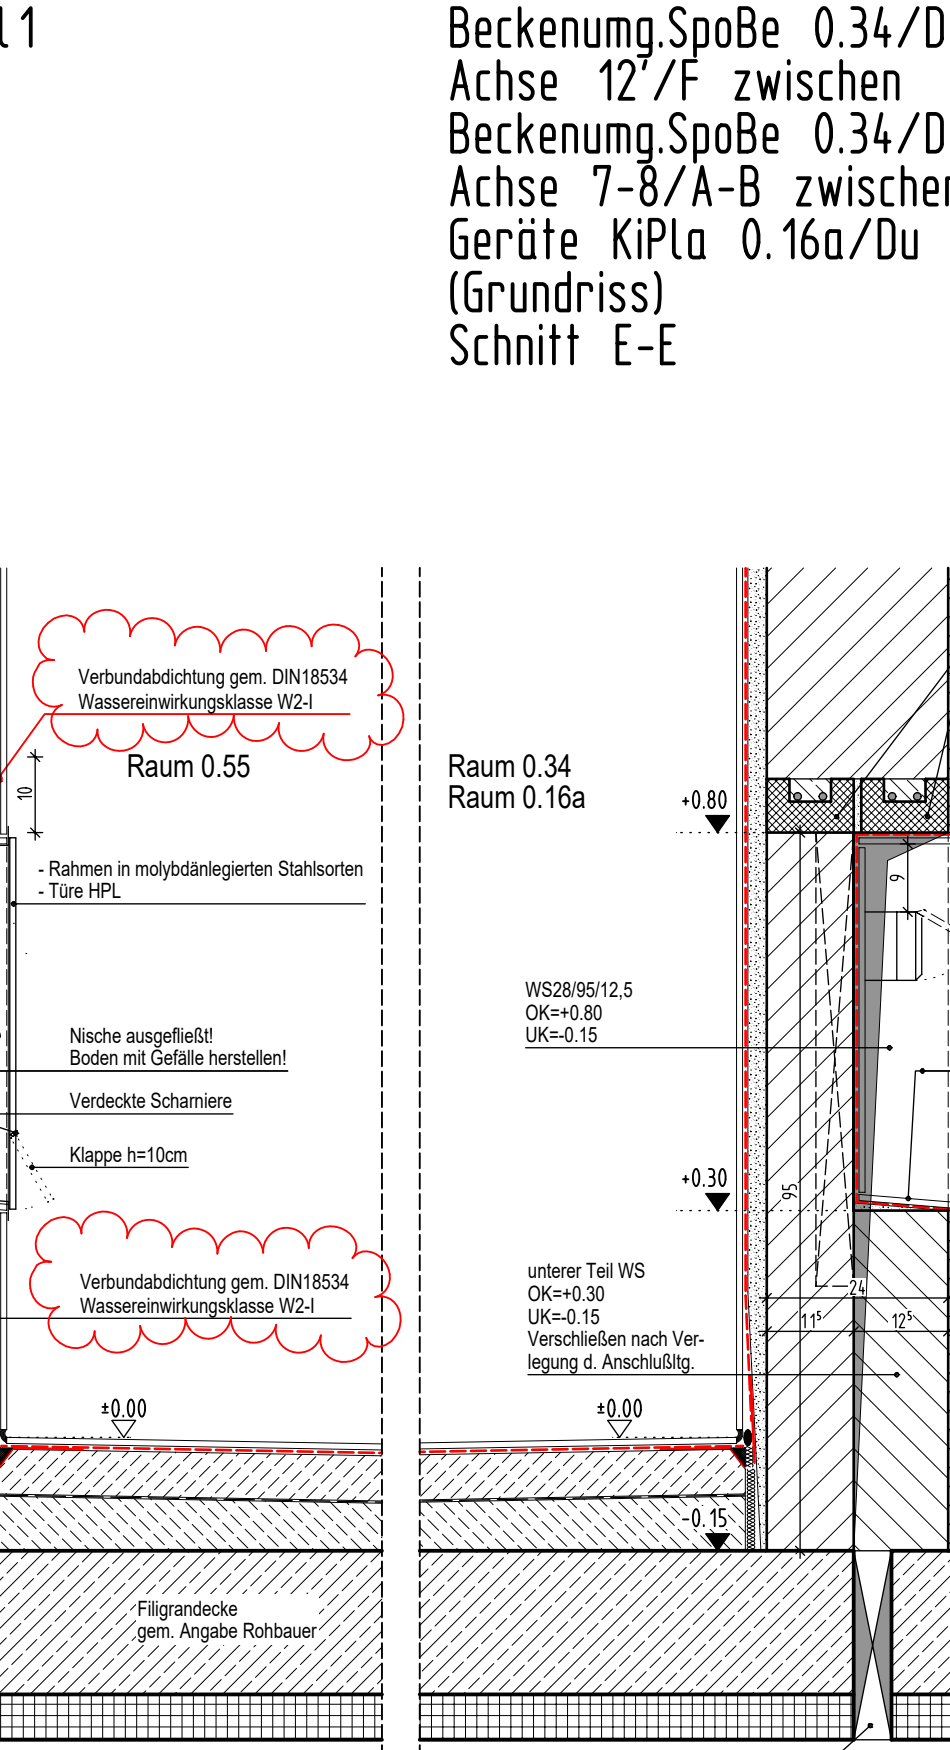 l1
Beckenumg.SpoBe 0.34/D
Achse 12'/F zwischen
Beckenumg.SpoBe 0.34/D
Achse 7-8/A-B zwischen
Geräte KiPla 0.16a/Du
(Grundriss)
Schnitt E-E
Verbundabdichtung gem. DIN18534
Wassereinwirkungsklasse W2-I
Raum 0.55
Raum 0.34
Raum 0.16a
+0.80
10
- Rahmen in molybdänlegierten Stahlsorten
- Türe HPL
9
WS28/95/12,5
OK=+0.80
UK=-0.15
Nische ausgefließt!
Boden mit Gefälle herstellen!
Verdeckte Scharniere
Klappe h=10cm
+0.30
95
Verbundabdichtung gem. DIN18534
Wassereinwirkungsklasse W2-I
unterer Teil WS
OK=+0.30
UK=-0.15
Verschließen nach Ver-
legung d. Anschlußltg.
24
11⁵
12⁵
±0.00
±0.00
-0.15
Filigrandecke
gem. Angabe Rohbauer